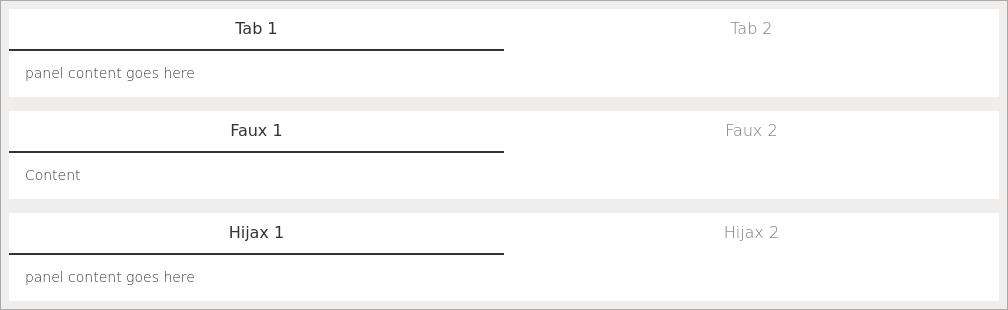 Tab 1 Tab 2
panel content goes here
Faux 1 Faux 2
Content
Hijax 1 Hijax 2
panel content goes here